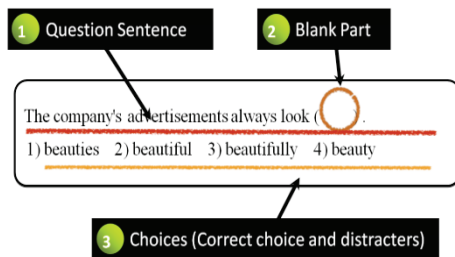 1 Question Sentence
2 Blank Part
The company's advertisements always look ( ).
1) beauties 2) beautiful 3) beautifully 4) beauty
3 Choices (Correct choice and distracters)